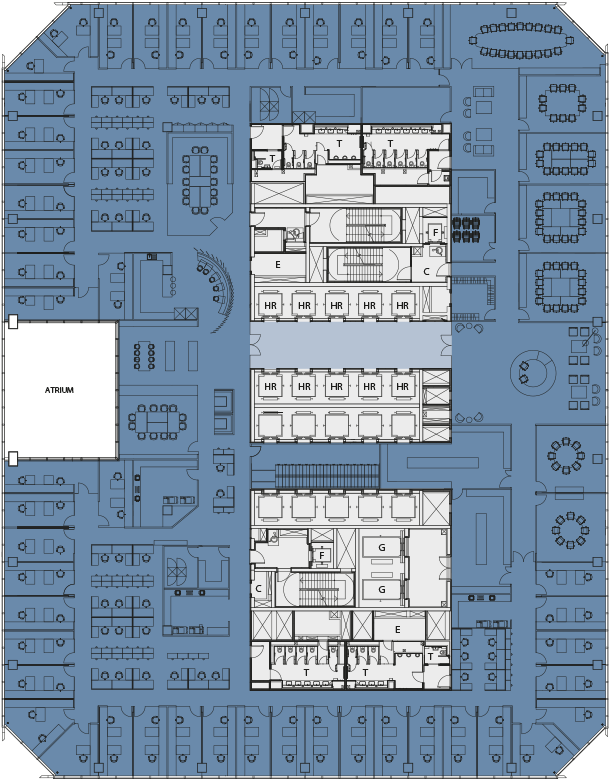 T T
T
F
E C
HR HR HR HR HR
ATRIUM
HR HR HR HR HR
G
F
C G
E
T
T T